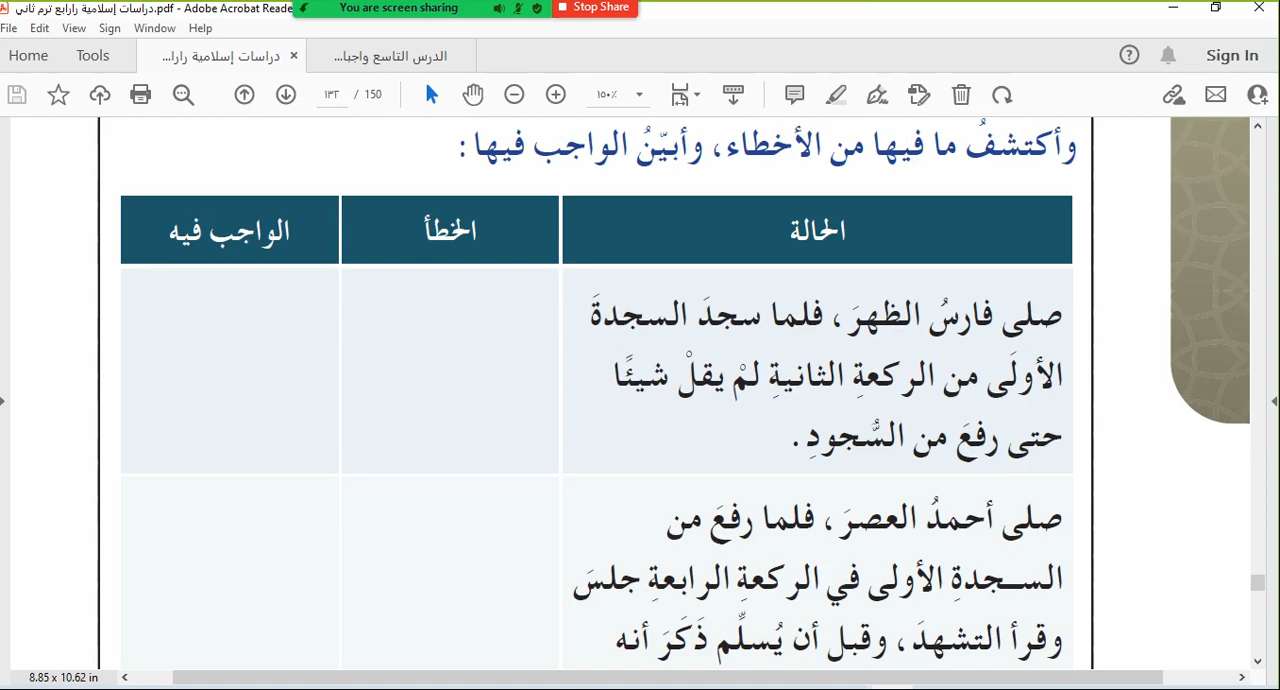 دراسات إسلامية رارابع ترم ثاني.pdf - Adobe Acrobat Reade
You are screen sharing
Stop Share
File Edit View Sign Window Help
Home Tools دراسات إسلامية رارا... × الدرس التاسع واجبا... Sign In
١٣٢ / 150 ١٥٠٪
وأكتشفُ ما فيها من الأخطاء، وأبيّنُ الواجب فيها :
الحالة الخطأ الواجب فيه
صلى فارسُ الظهرَ ، فلما سجدَ السجدةَ
الأولَى من الركعةِ الثانيةِ لمْ يقلْ شيئًا
حتى رفعَ من السُّجودِ .
صلى أحمدُ العصرَ ، فلما رفعَ من
الســجدةِ الأولى في الركعةِ الرابعةِ جلسَ
وقرأ التشهدَ، وقبل أن يُسلِّم ذَكَرَ أنه
8.85 x 10.62 in